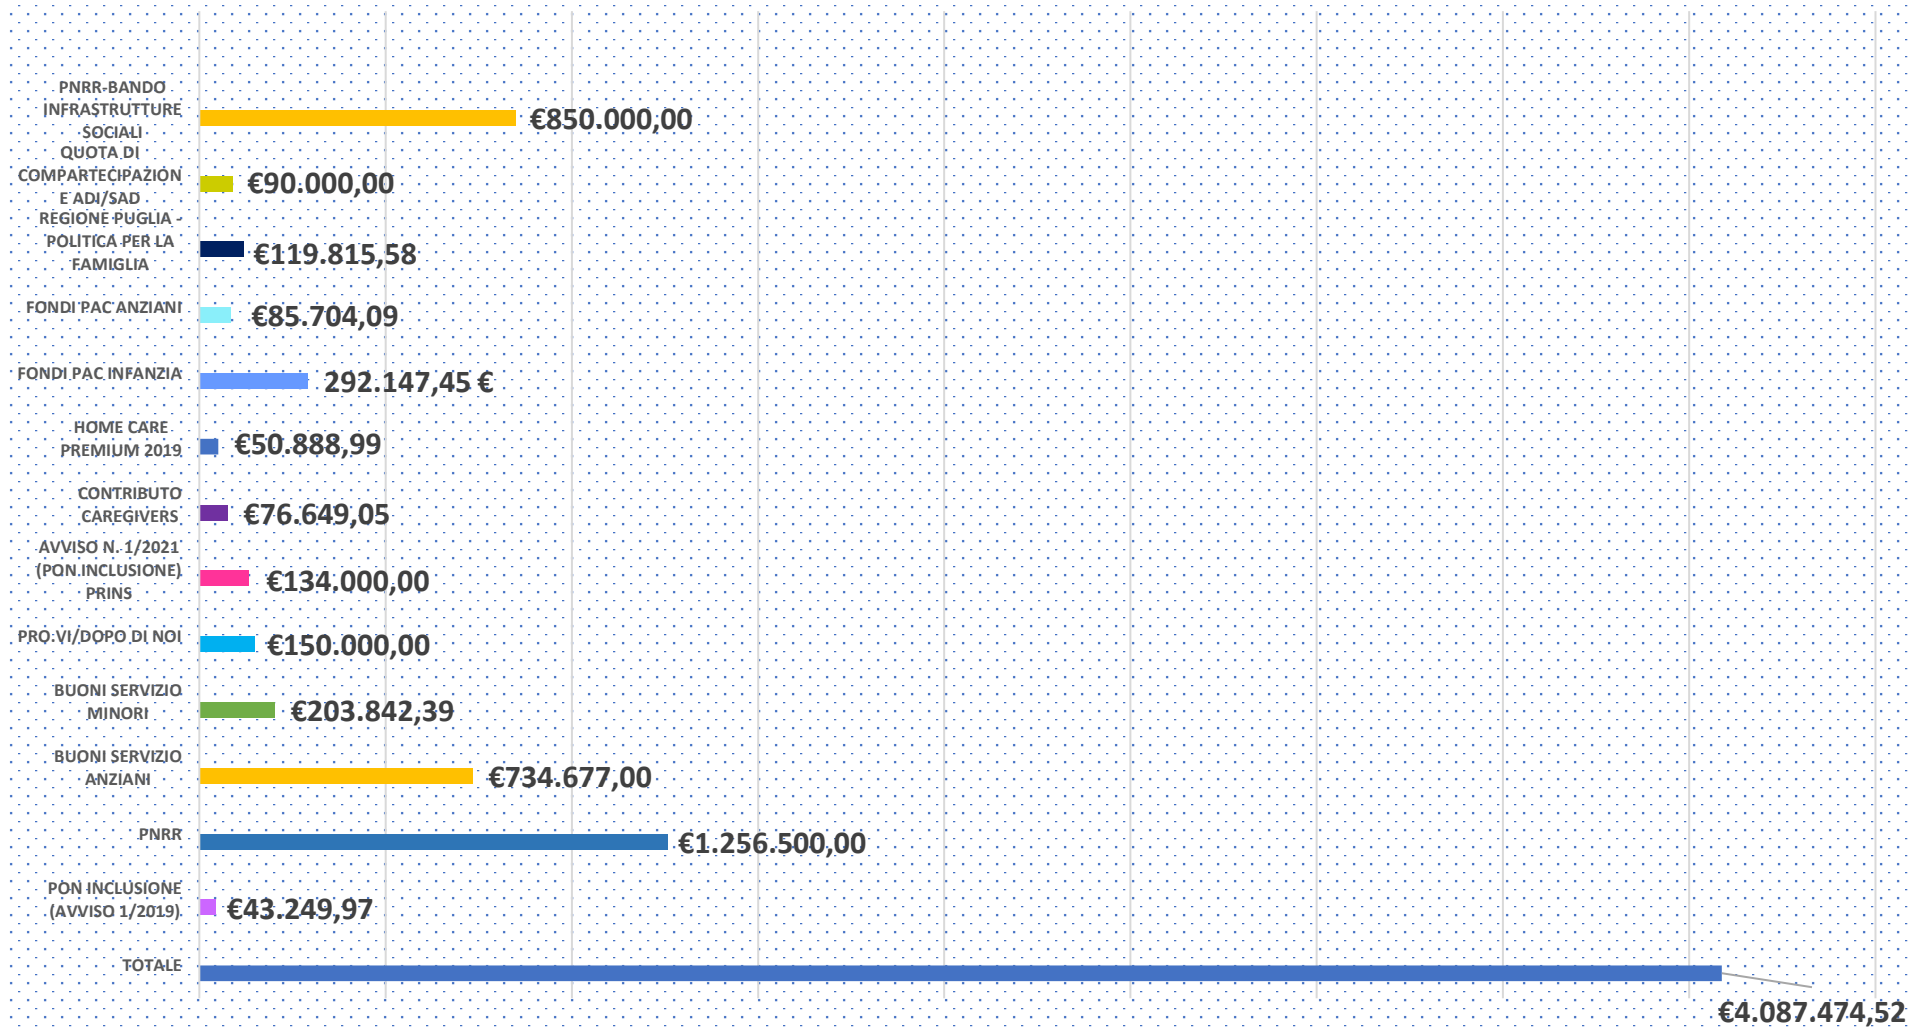 PNRR-BANDO
INFRASTRUTTURE
SOCIALI
€850.000,00
QUOTA DI
COMPARTECIPAZION
E ADI/SAD
€90.000,00
REGIONE PUGLIA -
POLITICA PER LA
FAMIGLIA
€119.815,58
FONDI PAC ANZIANI
€85.704,09
FONDI PAC INFANZIA
292.147,45 €
HOME CARE
PREMIUM 2019
€50.888,99
CONTRIBUTO
CAREGIVERS
€76.649,05
AVVISO N. 1/2021
(PON INCLUSIONE)
PRINS
€134.000,00
PRO.VI/DOPO DI NOI
€150.000,00
BUONI SERVIZIO
MINORI
€203.842,39
BUONI SERVIZIO
ANZIANI
€734.677,00
PNRR
€1.256.500,00
PON INCLUSIONE
(AVVISO 1/2019)
€43.249,97
TOTALE
€4.087.474,52